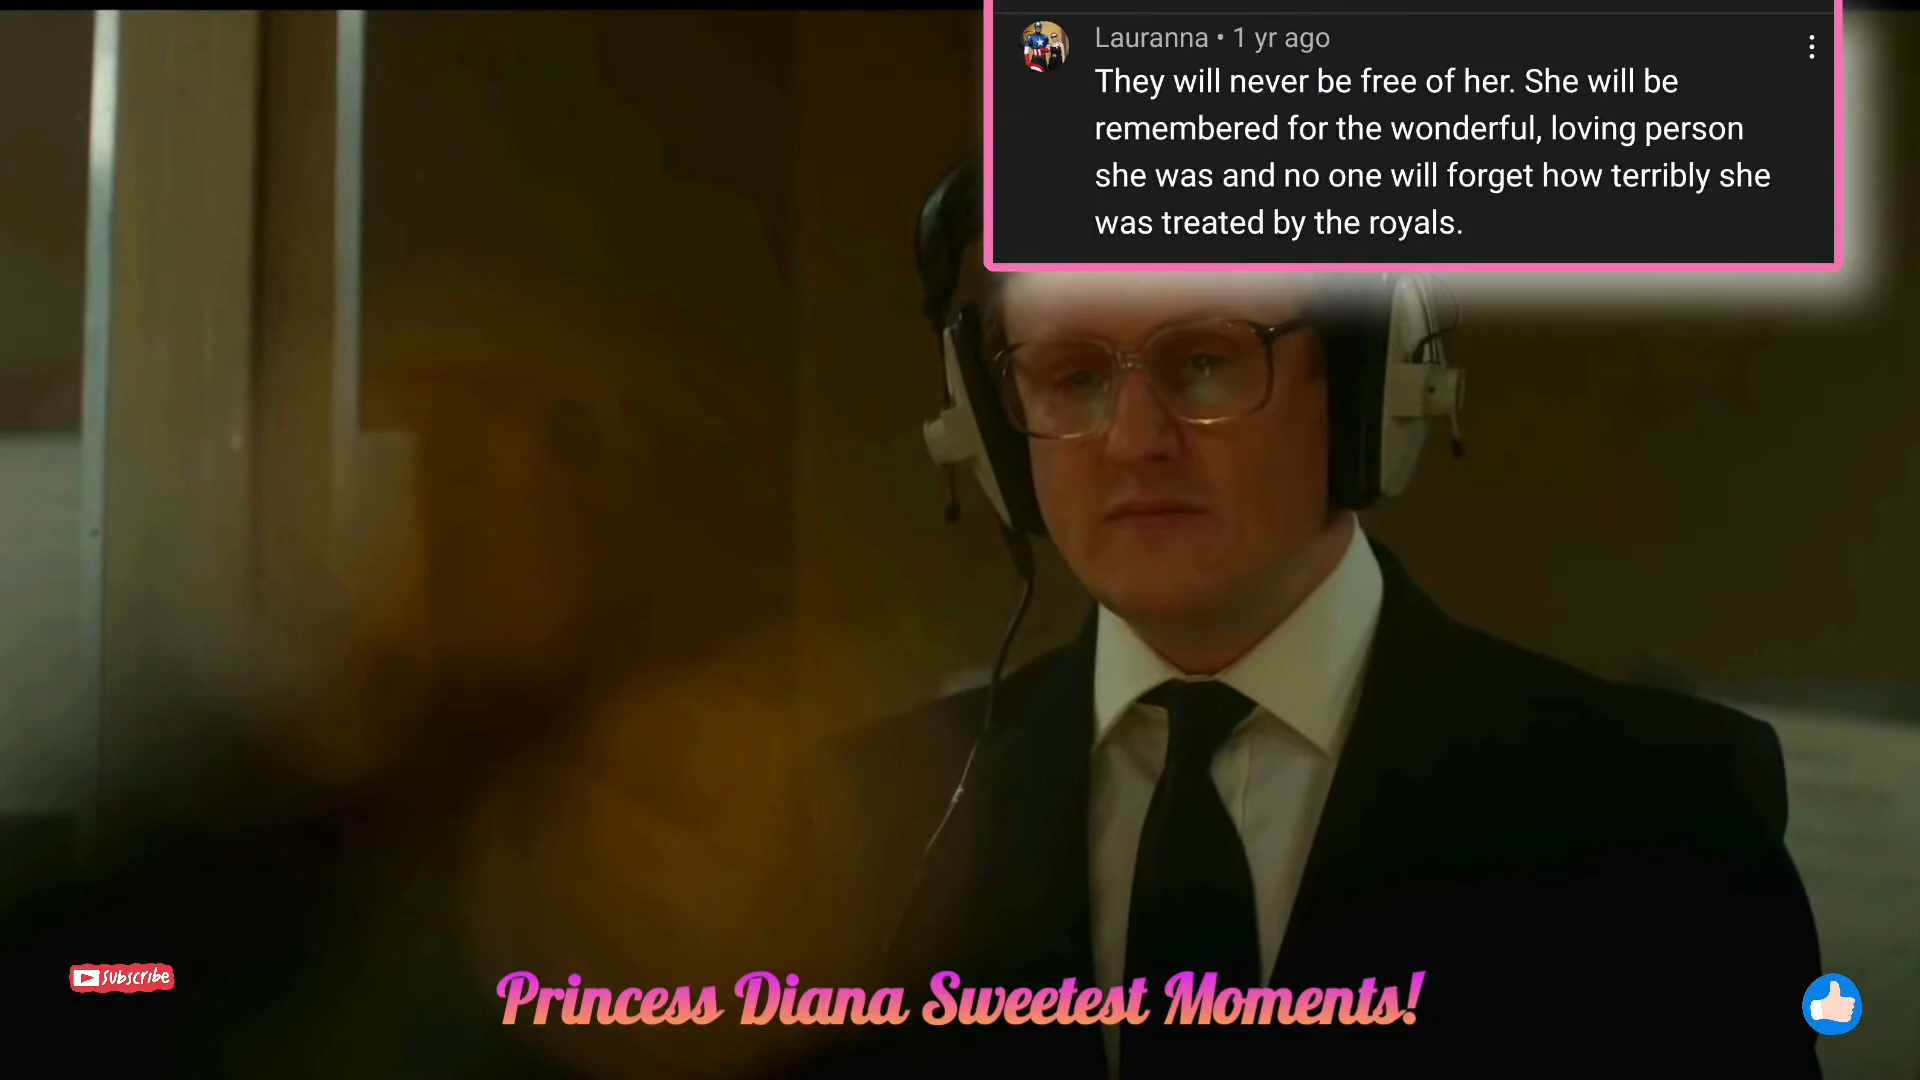 Lauranna • 1 yr ago
They will never be free of her. She will be
remembered for the wonderful, loving person
she was and no one will forget how terribly she
was treated by the royals.
Subscribe
Princess Diana Sweetest Moments!